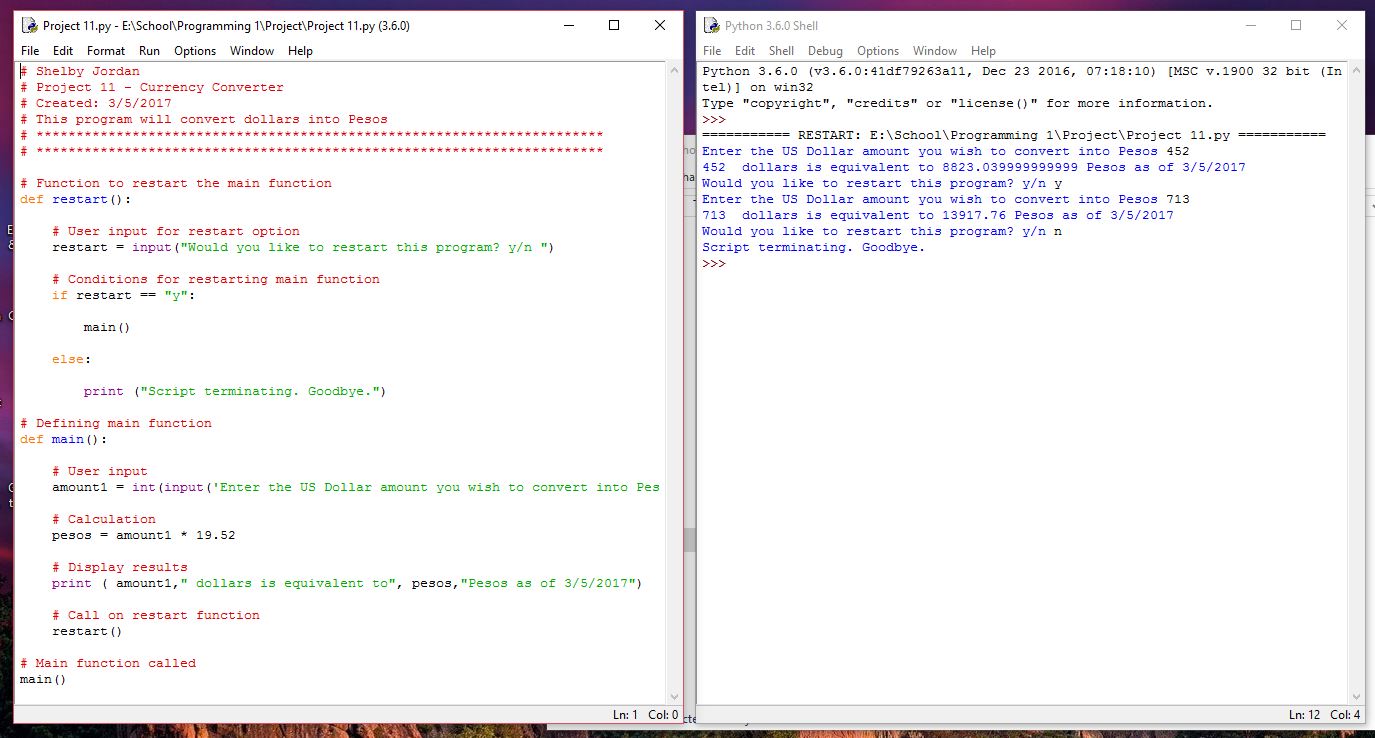 Project 11.py - E:\School\Programming 1\Project\Project 11.py (3.6.0)
File Edit Format Run Options Window Help
# Shelby Jordan
# Project 11 - Currency Converter
# Created: 3/5/2017
# This program will convert dollars into Pesos
# ***********************************************************************
# ***********************************************************************
# Function to restart the main function
def restart():
# User input for restart option
restart = input("Would you like to restart this program? y/n ")
# Conditions for restarting main function
if restart == "y":
main()
else:
print ("Script terminating. Goodbye.")
# Defining main function
def main():
# User input
amount1 = int(input('Enter the US Dollar amount you wish to convert into Pes
# Calculation
pesos = amount1 * 19.52
# Display results
print ( amount1," dollars is equivalent to", pesos,"Pesos as of 3/5/2017")
# Call on restart function
restart()
# Main function called
main()
Ln: 1 Col: 0
Python 3.6.0 Shell
File Edit Shell Debug Options Window Help
Python 3.6.0 (v3.6.0:41df79263a11, Dec 23 2016, 07:18:10) [MSC v.1900 32 bit (In
tel)] on win32
Type "copyright", "credits" or "license()" for more information.
>>>
=========== RESTART: E:\School\Programming 1\Project\Project 11.py ===========
Enter the US Dollar amount you wish to convert into Pesos 452
452  dollars is equivalent to 8823.039999999999 Pesos as of 3/5/2017
Would you like to restart this program? y/n y
Enter the US Dollar amount you wish to convert into Pesos 713
713  dollars is equivalent to 13917.76 Pesos as of 3/5/2017
Would you like to restart this program? y/n n
Script terminating. Goodbye.
>>>
Ln: 12 Col: 4